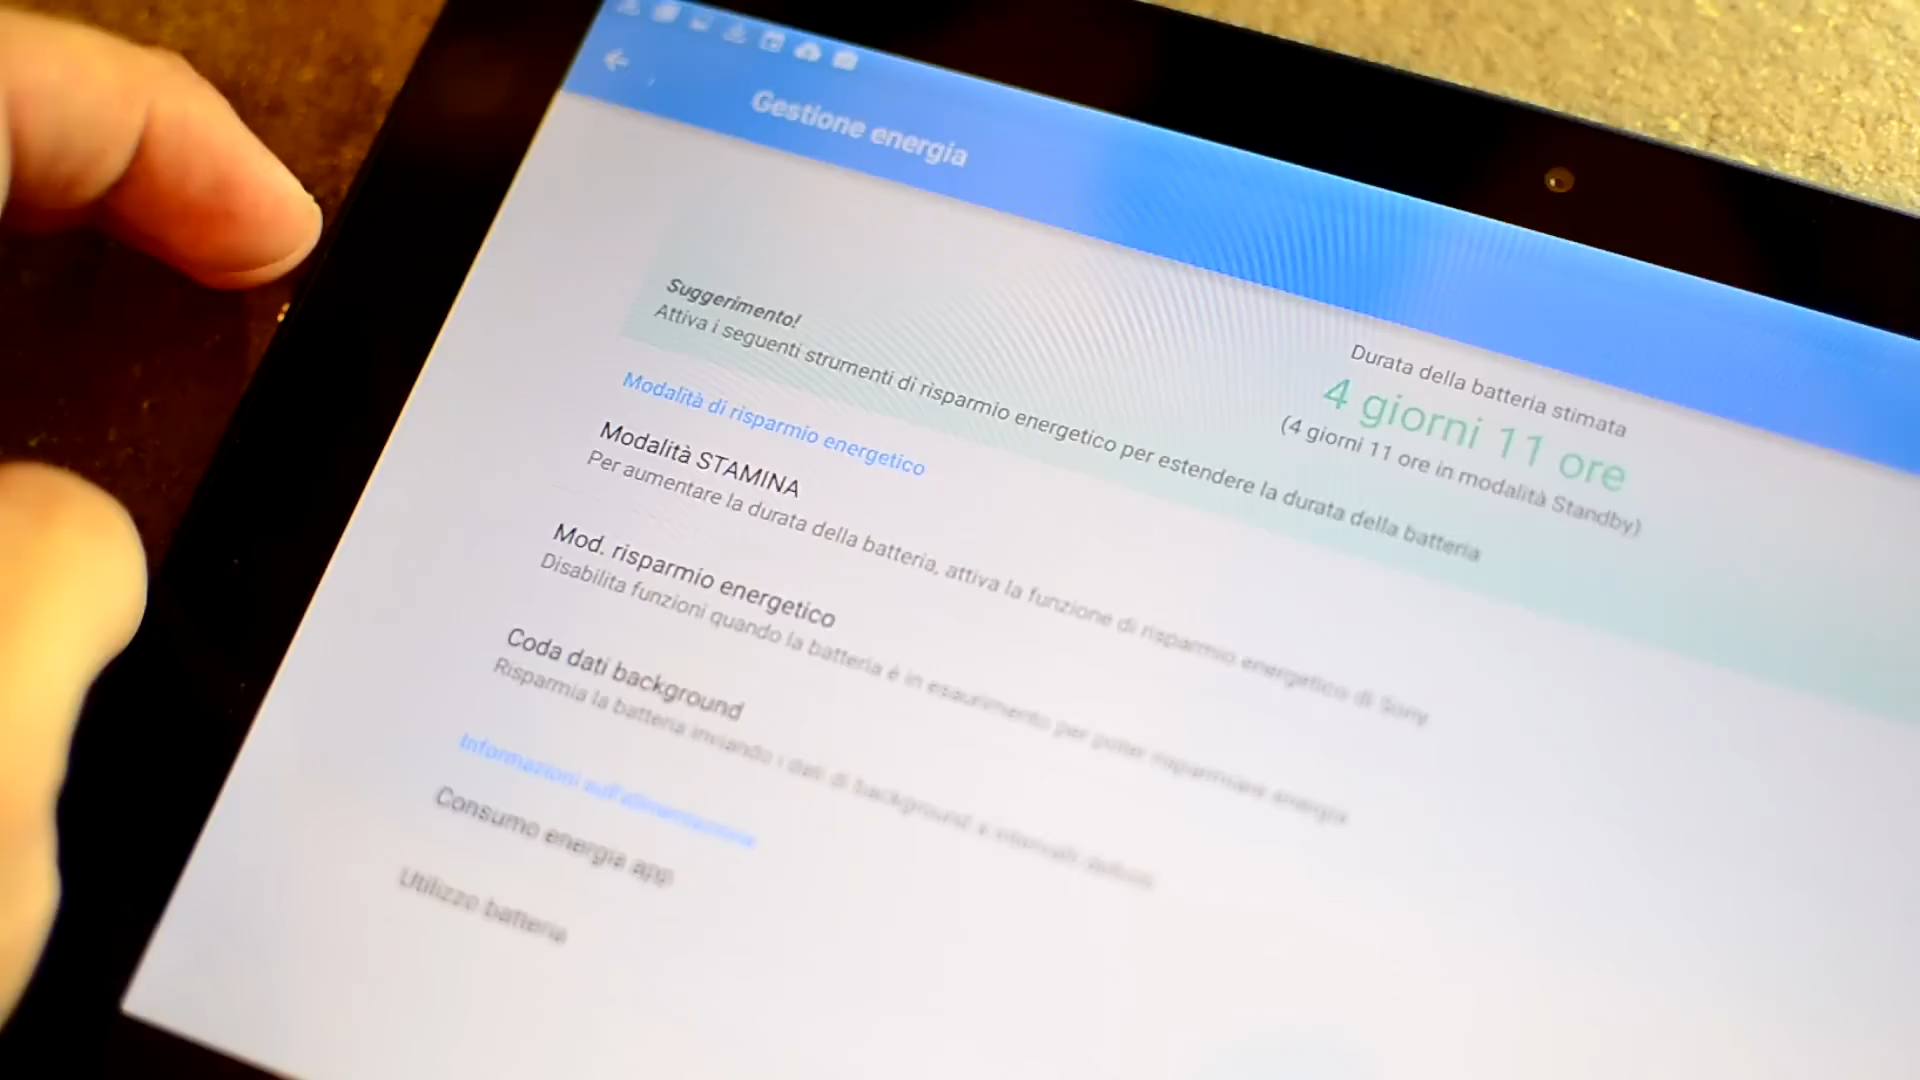 Gestione energia
Durata della batteria stimata
4 giorni 11 ore
(4 giorni 11 ore in modalità Standby)
Suggerimento!
Attiva i seguenti strumenti di risparmio energetico per estendere la durata della batteria
Modalità di risparmio energetico
Modalità STAMINA
Per aumentare la durata della batteria, attiva la funzione di risparmio energetico di Sony
Mod. risparmio energetico
Disabilita funzioni quando la batteria è in esaurimento per poter risparmiare energia
Coda dati background
Risparmia la batteria inviando i dati di background a intervalli definiti
Informazioni sull'alimentazione
Consumo energia app
Utilizzo batteria